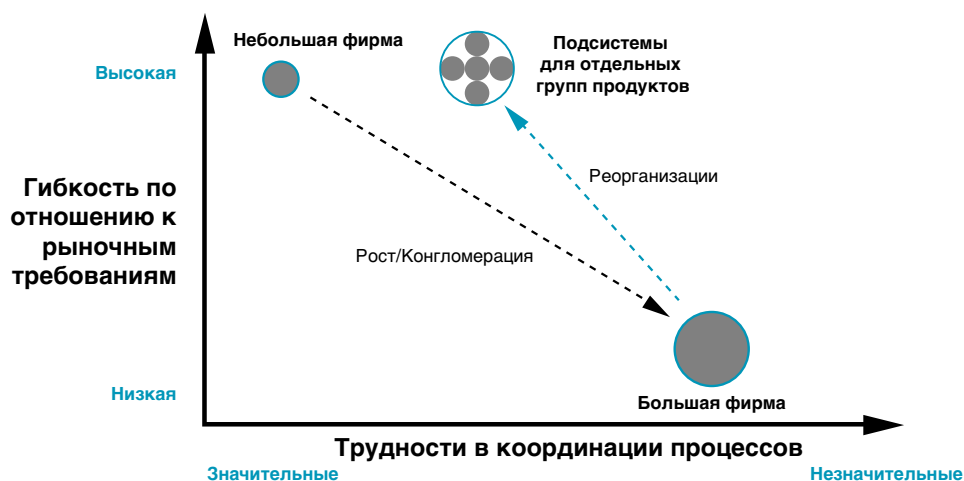 Небольшая фирма
Подсистемы
для отдельных
групп продуктов
Высокая
Реорганизации
Гибкость по
отношению к
рыночным
требованиям
Рост/Конгломерация
Низкая
Большая фирма
Трудности в координации процессов
Значительные
Незначительные